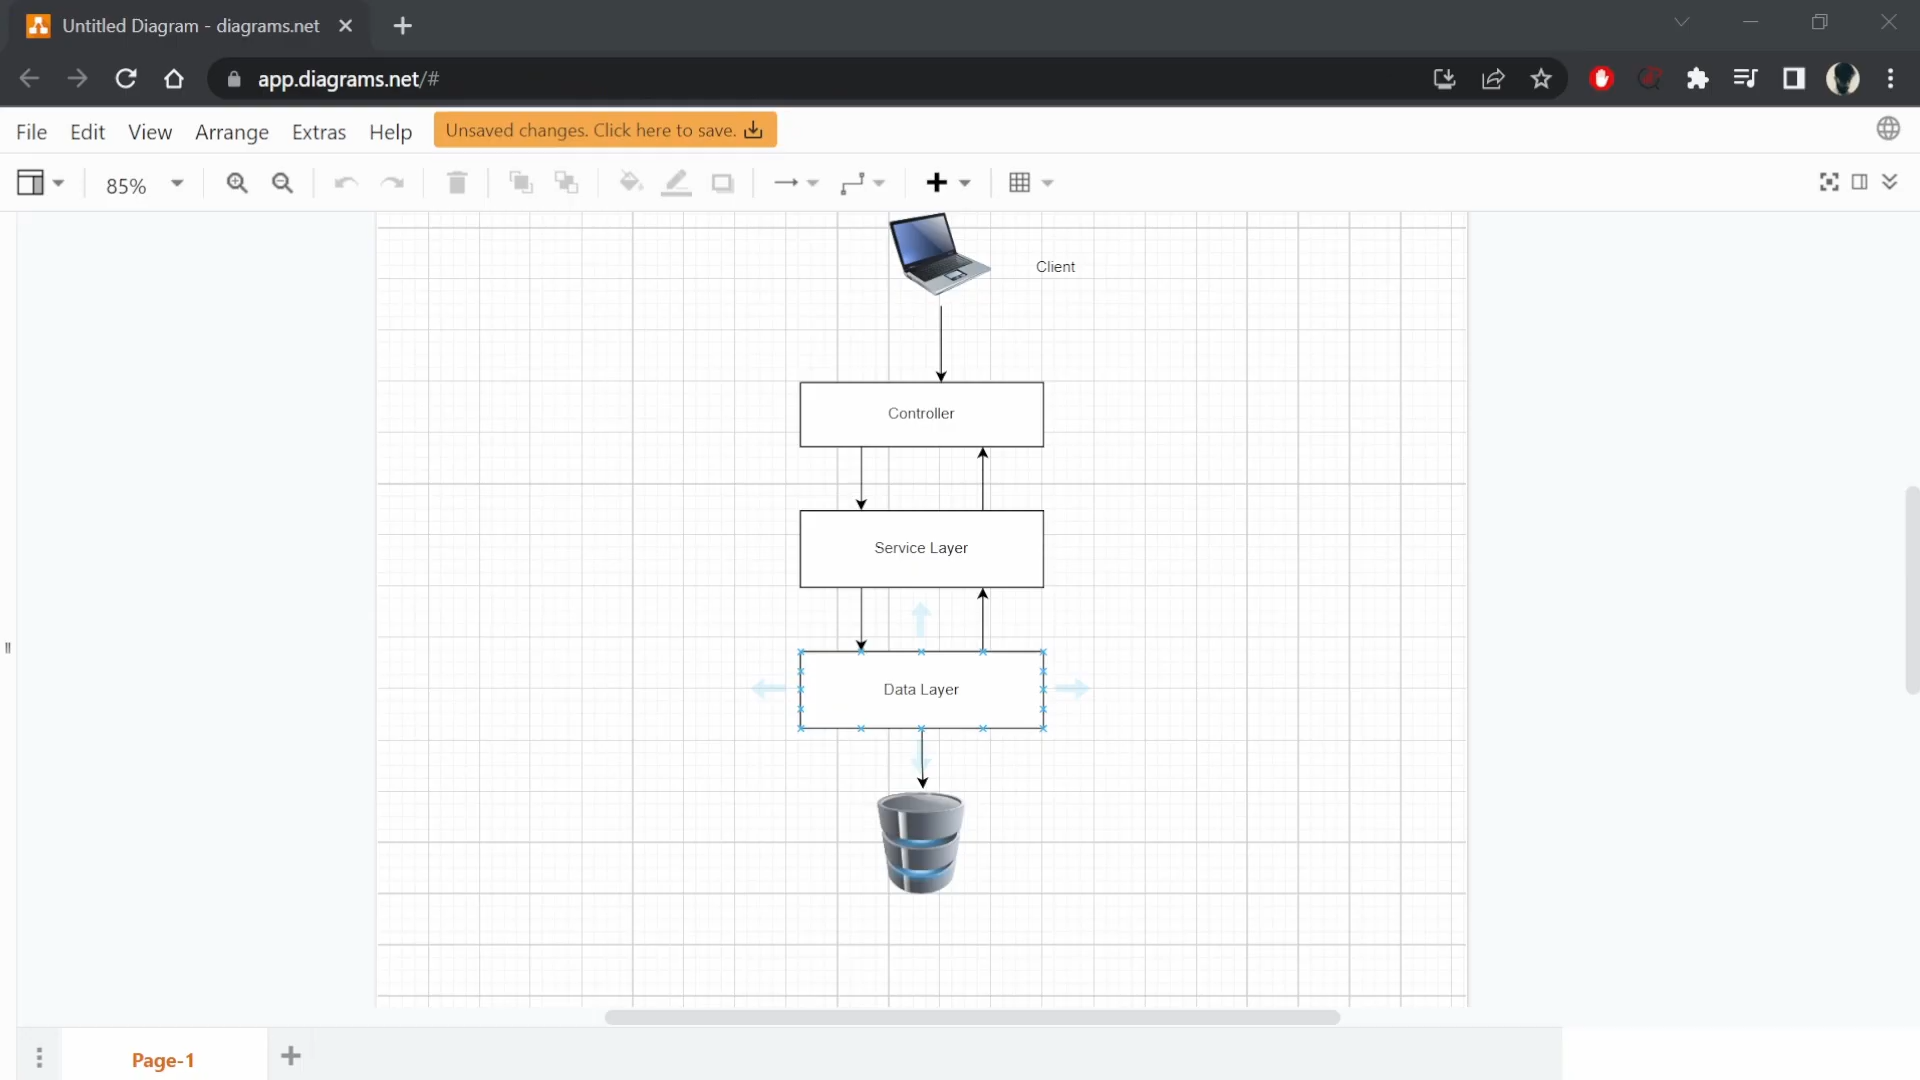 Untitled Diagram - diagrams.net
app.diagrams.net/#
File Edit View Arrange Extras Help Unsaved changes. Click here to save.
85%
Client
Controller
Service Layer
Data Layer
Page-1